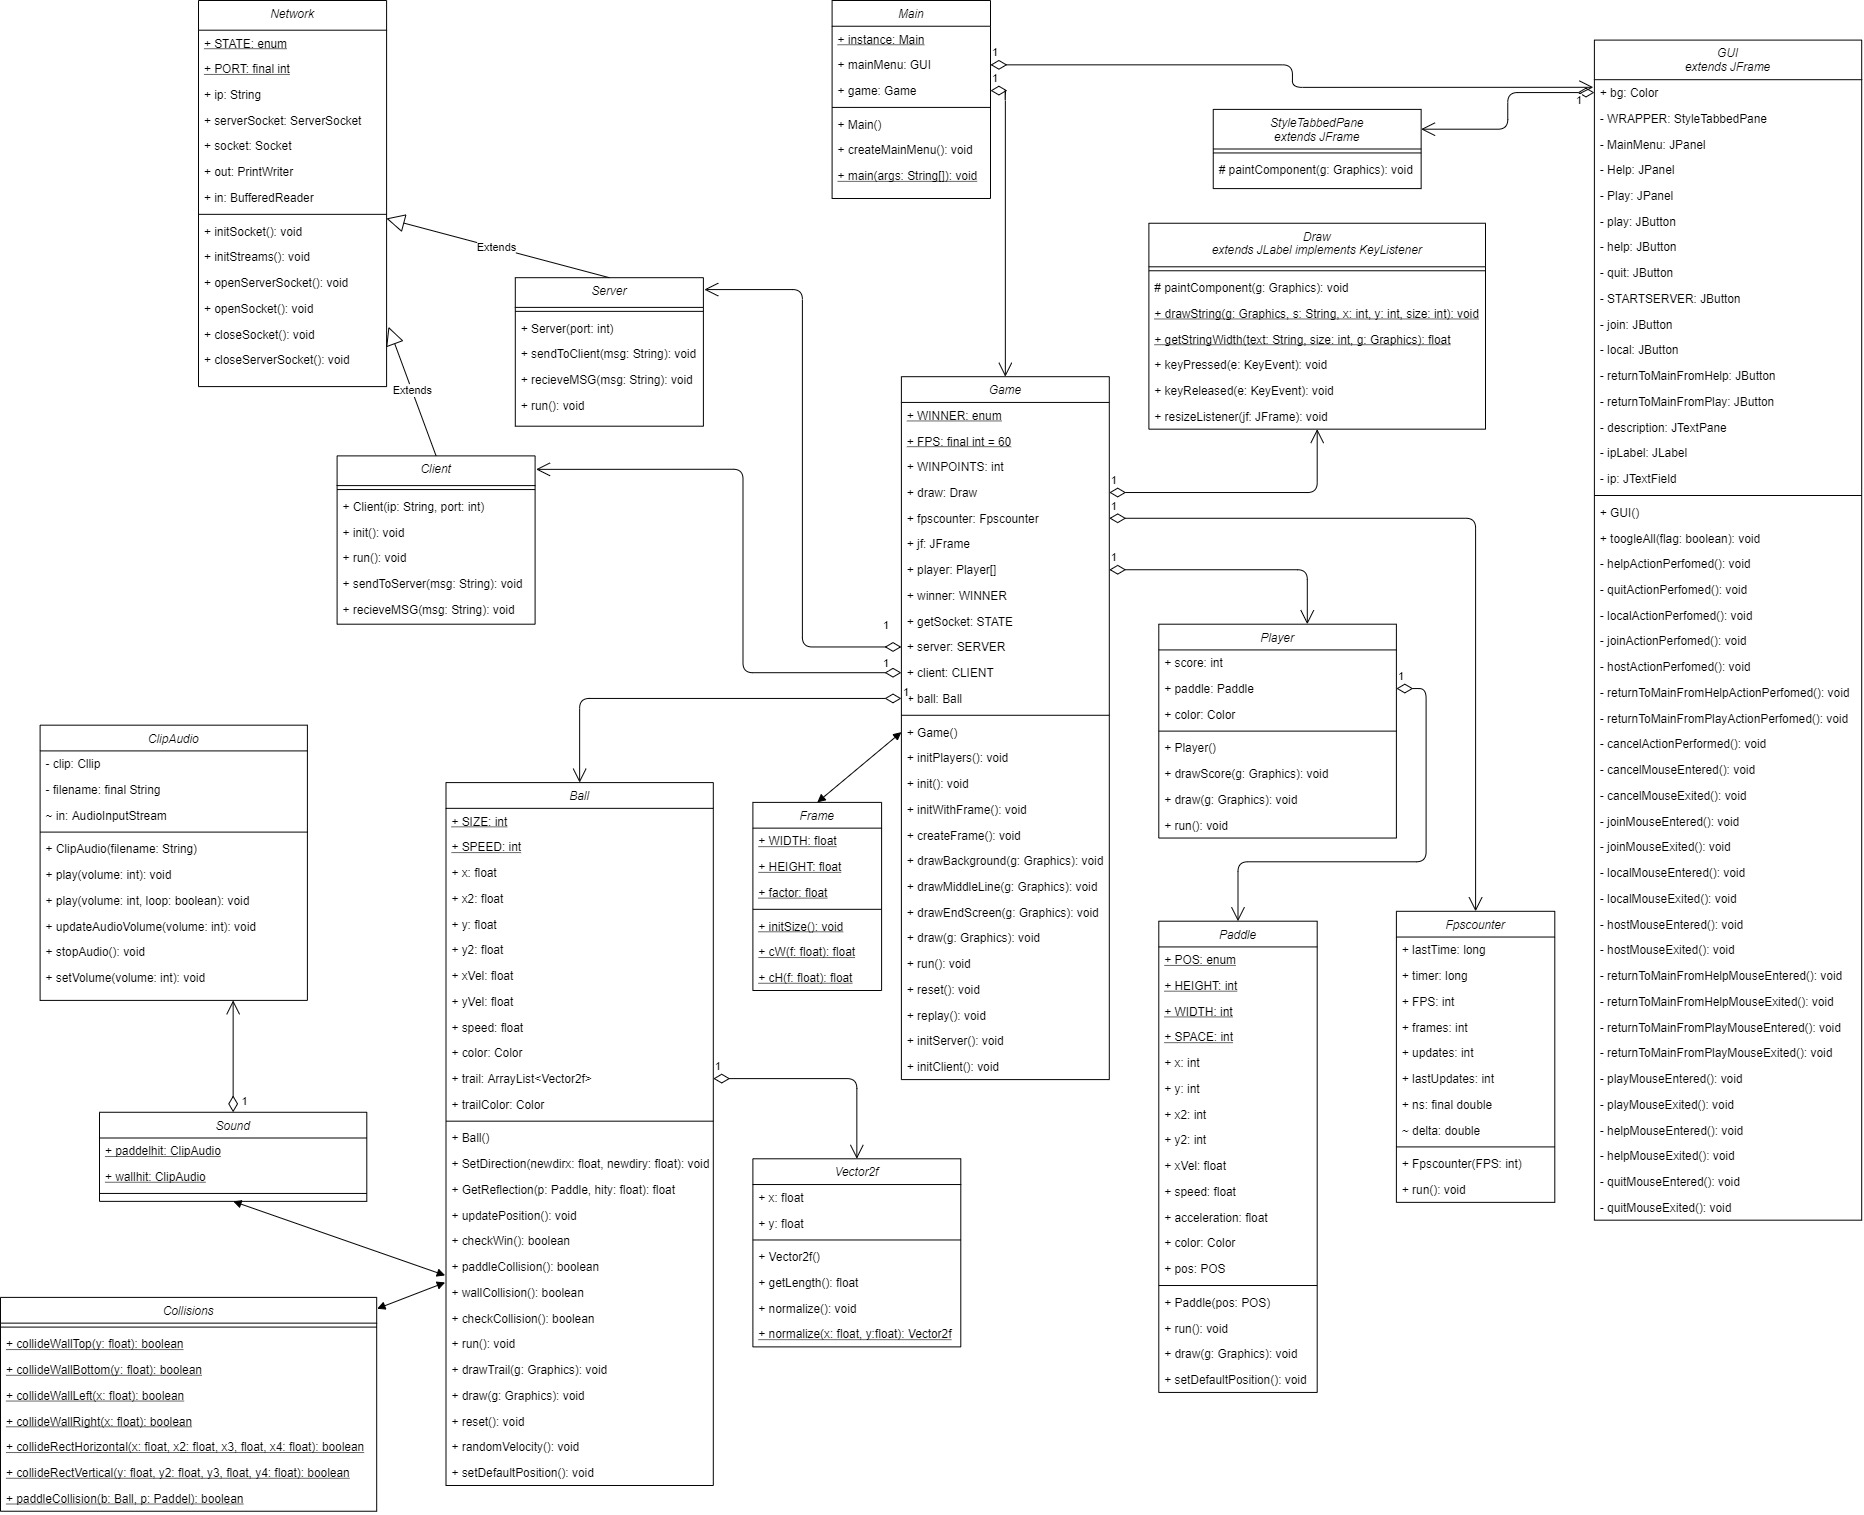 Network
+ STATE: enum
+ PORT: final int
+ ip: String
+ serverSocket: ServerSocket
+ socket: Socket
+ out: PrintWriter
+ in: BufferedReader
+ initSocket(): void
+ initStreams(): void
+ openServerSocket(): void
+ openSocket(): void
+ closeSocket(): void
+ closeServerSocket(): void
Extends
Extends
Server
+ Server(port: int)
+ sendToClient(msg: String): void
+ recieveMSG(msg: String): void
+ run(): void
Client
+ Client(ip: String, port: int)
+ init(): void
+ run(): void
+ sendToServer(msg: String): void
+ recieveMSG(msg: String): void
Main
+ instance: Main
+ mainMenu: GUI
+ game: Game
+ Main()
+ createMainMenu(): void
+ main(args: String[]): void
1
1
StyleTabbedPane
extends JFrame
# paintComponent(g: Graphics): void
1
GUI
extends JFrame
+ bg: Color
- WRAPPER: StyleTabbedPane
- MainMenu: JPanel
- Help: JPanel
- Play: JPanel
- play: JButton
- help: JButton
- quit: JButton
- STARTSERVER: JButton
- join: JButton
- local: JButton
- returnToMainFromHelp: JButton
- returnToMainFromPlay: JButton
- description: JTextPane
- ipLabel: JLabel
- ip: JTextField
+ GUI()
+ toogleAll(flag: boolean): void
- helpActionPerfomed(): void
- quitActionPerfomed(): void
- localActionPerfomed(): void
- joinActionPerfomed(): void
- hostActionPerfomed(): void
- returnToMainFromHelpActionPerfomed(): void
- returnToMainFromPlayActionPerfomed(): void
- cancelActionPerformed(): void
- cancelMouseEntered(): void
- cancelMouseExited(): void
- joinMouseEntered(): void
- joinMouseExited(): void
- localMouseEntered(): void
- localMouseExited(): void
- hostMouseEntered(): void
- hostMouseExited(): void
- returnToMainFromHelpMouseEntered(): void
- returnToMainFromHelpMouseExited(): void
- returnToMainFromPlayMouseEntered(): void
- returnToMainFromPlayMouseExited(): void
- playMouseEntered(): void
- playMouseExited(): void
- helpMouseEntered(): void
- helpMouseExited(): void
- quitMouseEntered(): void
- quitMouseExited(): void
Draw
extends JLabel implements KeyListener
# paintComponent(g: Graphics): void
+ drawString(g: Graphics, s: String, x: int, y: int, size: int): void
+ getStringWidth(text: String, size: int, g: Graphics): float
+ keyPressed(e: KeyEvent): void
+ keyReleased(e: KeyEvent): void
+ resizeListener(jf: JFrame): void
Game
+ WINNER: enum
+ FPS: final int = 60
+ WINPOINTS: int
+ draw: Draw
+ fpscounter: Fpscounter
+ jf: JFrame
+ player: Player[]
+ winner: WINNER
+ getSocket: STATE
+ server: SERVER
+ client: CLIENT
+ ball: Ball
+ Game()
+ initPlayers(): void
+ init(): void
+ initWithFrame(): void
+ createFrame(): void
+ drawBackground(g: Graphics): void
+ drawMiddleLine(g: Graphics): void
+ drawEndScreen(g: Graphics): void
+ draw(g: Graphics): void
+ run(): void
+ reset(): void
+ replay(): void
+ initServer(): void
+ initClient(): void
1
1
1
1
1
1
Player
+ score: int
+ paddle: Paddle
+ color: Color
+ Player()
+ drawScore(g: Graphics): void
+ draw(g: Graphics): void
+ run(): void
1
ClipAudio
- clip: Cllip
- filename: final String
~ in: AudioInputStream
+ ClipAudio(filename: String)
+ play(volume: int): void
+ play(volume: int, loop: boolean): void
+ updateAudioVolume(volume: int): void
+ stopAudio(): void
+ setVolume(volume: int): void
1
Sound
+ paddelhit: ClipAudio
+ wallhit: ClipAudio
Collisions
+ collideWallTop(y: float): boolean
+ collideWallBottom(y: float): boolean
+ collideWallLeft(x: float): boolean
+ collideWallRight(x: float): boolean
+ collideRectHorizontal(x: float, x2: float, x3, float, x4: float): boolean
+ collideRectVertical(y: float, y2: float, y3, float, y4: float): boolean
+ paddleCollision(b: Ball, p: Paddel): boolean
Ball
+ SIZE: int
+ SPEED: int
+ x: float
+ x2: float
+ y: float
+ y2: float
+ xVel: float
+ yVel: float
+ speed: float
+ color: Color
+ trail: ArrayList<Vector2f>
+ trailColor: Color
+ Ball()
+ SetDirection(newdirx: float, newdiry: float): void
+ GetReflection(p: Paddle, hity: float): float
+ updatePosition(): void
+ checkWin(): boolean
+ paddleCollision(): boolean
+ wallCollision(): boolean
+ checkCollision(): boolean
+ run(): void
+ drawTrail(g: Graphics): void
+ draw(g: Graphics): void
+ reset(): void
+ randomVelocity(): void
+ setDefaultPosition(): void
1
Frame
+ WIDTH: float
+ HEIGHT: float
+ factor: float
+ initSize(): void
+ cW(f: float): float
+ cH(f: float): float
Vector2f
+ x: float
+ y: float
+ Vector2f()
+ getLength(): float
+ normalize(): void
+ normalize(x: float, y:float): Vector2f
Paddle
+ POS: enum
+ HEIGHT: int
+ WIDTH: int
+ SPACE: int
+ x: int
+ y: int
+ x2: int
+ y2: int
+ xVel: float
+ speed: float
+ acceleration: float
+ color: Color
+ pos: POS
+ Paddle(pos: POS)
+ run(): void
+ draw(g: Graphics): void
+ setDefaultPosition(): void
Fpscounter
+ lastTime: long
+ timer: long
+ FPS: int
+ frames: int
+ updates: int
+ lastUpdates: int
+ ns: final double
~ delta: double
+ Fpscounter(FPS: int)
+ run(): void